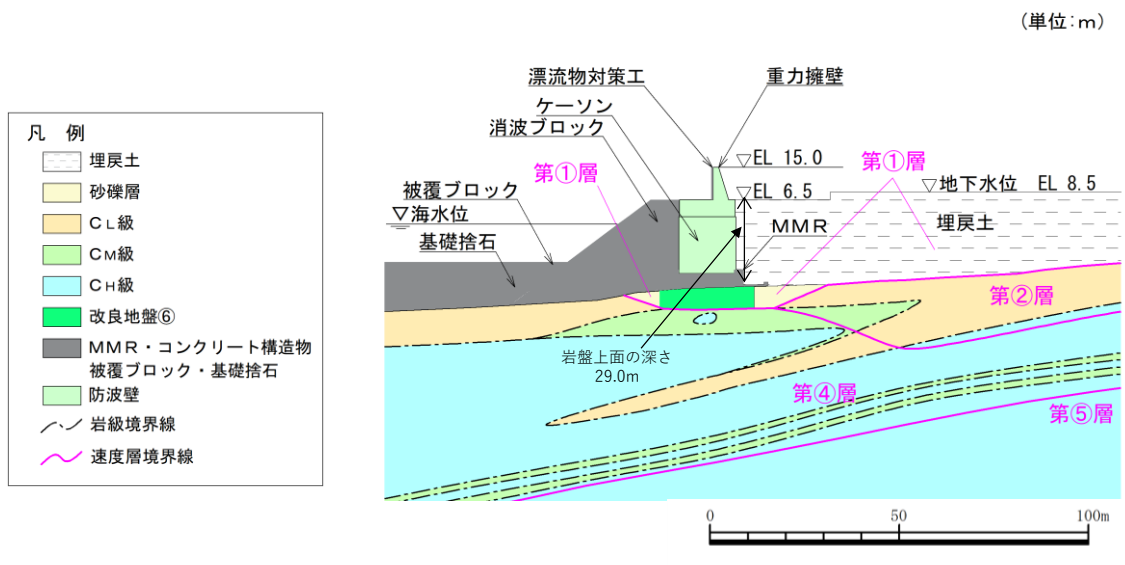 （単位：ｍ）
漂流物対策工
重力擁壁
ケーソン
消波ブロック
EL 15.0
第①層
第①層
被覆ブロック
EL 6.5
地下水位 EL 8.5
海水位
MMR
埋戻土
基礎捨石
第②層
岩盤上面の深さ
29.0m
第④層
第⑤層
凡 例
埋戻土
砂礫層
CL級
CM級
CH級
改良地盤⑥
MMR・コンクリート構造物
被覆ブロック・基礎捨石
防波壁
岩級境界線
速度層境界線
0 50 100m